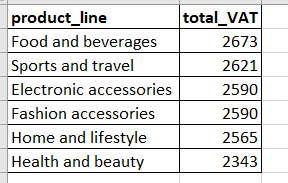 product_line total_VAT
Food and beverages 2673
Sports and travel 2621
Electronic accessories 2590
Fashion accessories 2590
Home and lifestyle 2565
Health and beauty 2343